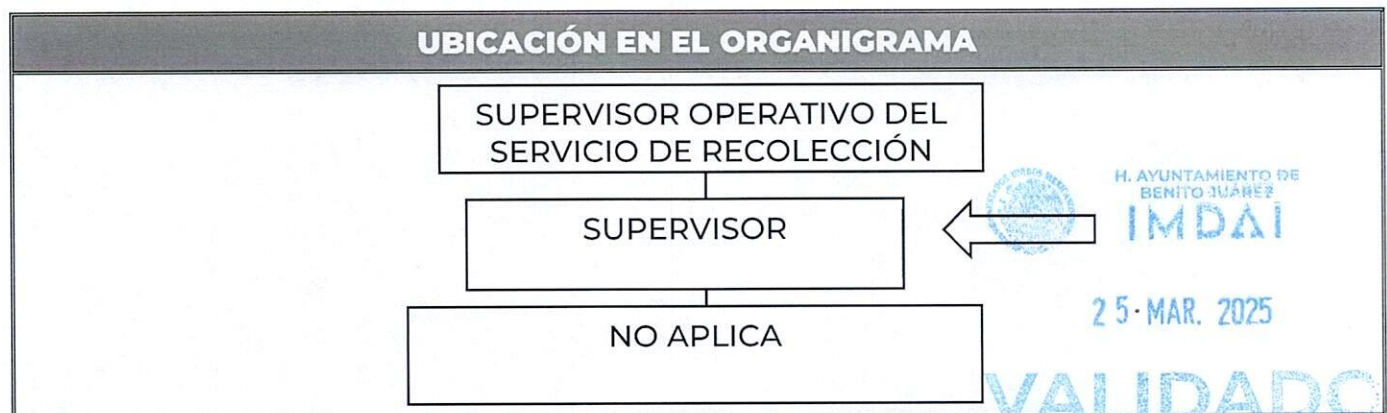 UBICACIÓN EN EL ORGANIGRAMA
SUPERVISOR OPERATIVO DEL
SERVICIO DE RECOLECCIÓN
H. AYUNTAMIENTO DE
BENITO JUÁREZ
IMDAI
SUPERVISOR
25·MAR. 2025
NO APLICA
VALIDADO